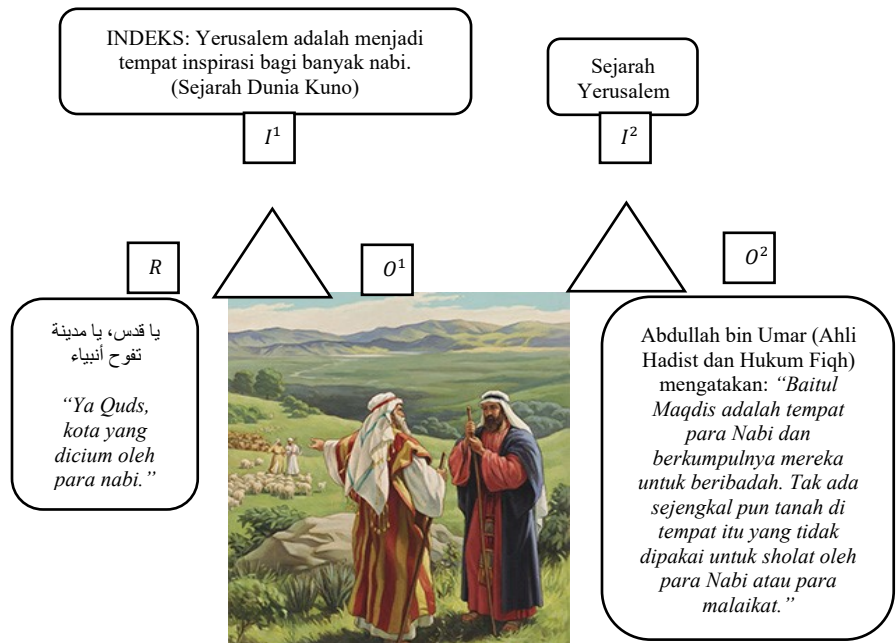 INDEKS: Yerusalem adalah menjadi
tempat inspirasi bagi banyak nabi.
(Sejarah Dunia Kuno)
Sejarah
Yerusalem
I¹
I²
R
O¹
O²
يا قدس، يا مدينة
تفوح أنبياء
“Ya Quds,
kota yang
dicium oleh
para nabi.”
Abdullah bin Umar (Ahli
Hadist dan Hukum Fiqh)
mengatakan: “Baitul
Maqdis adalah tempat
para Nabi dan
berkumpulnya mereka
untuk beribadah. Tak ada
sejengkal pun tanah di
tempat itu yang tidak
dipakai untuk sholat oleh
para Nabi atau para
malaikat.”